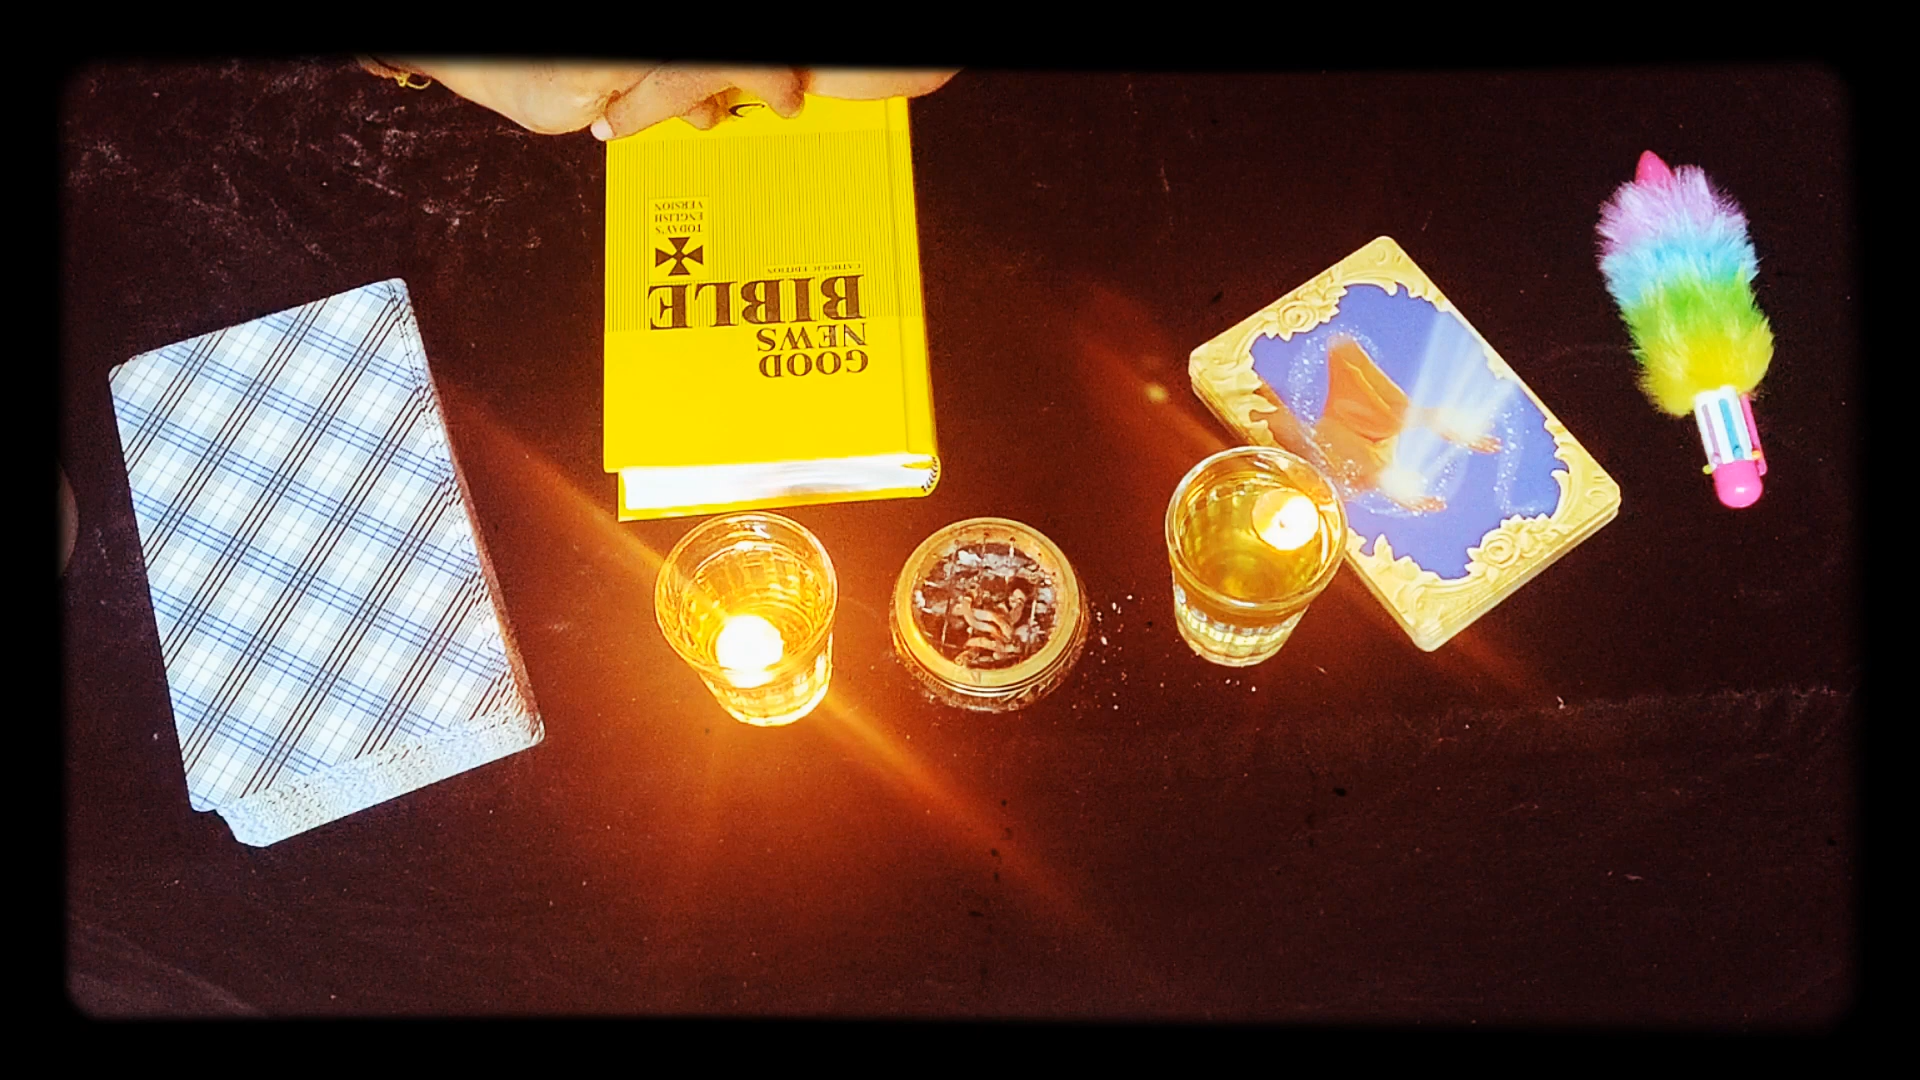 GOOD
NEWS
BIBLE
CATHOLIC EDITION
TODAY'S
ENGLISH
VERSION